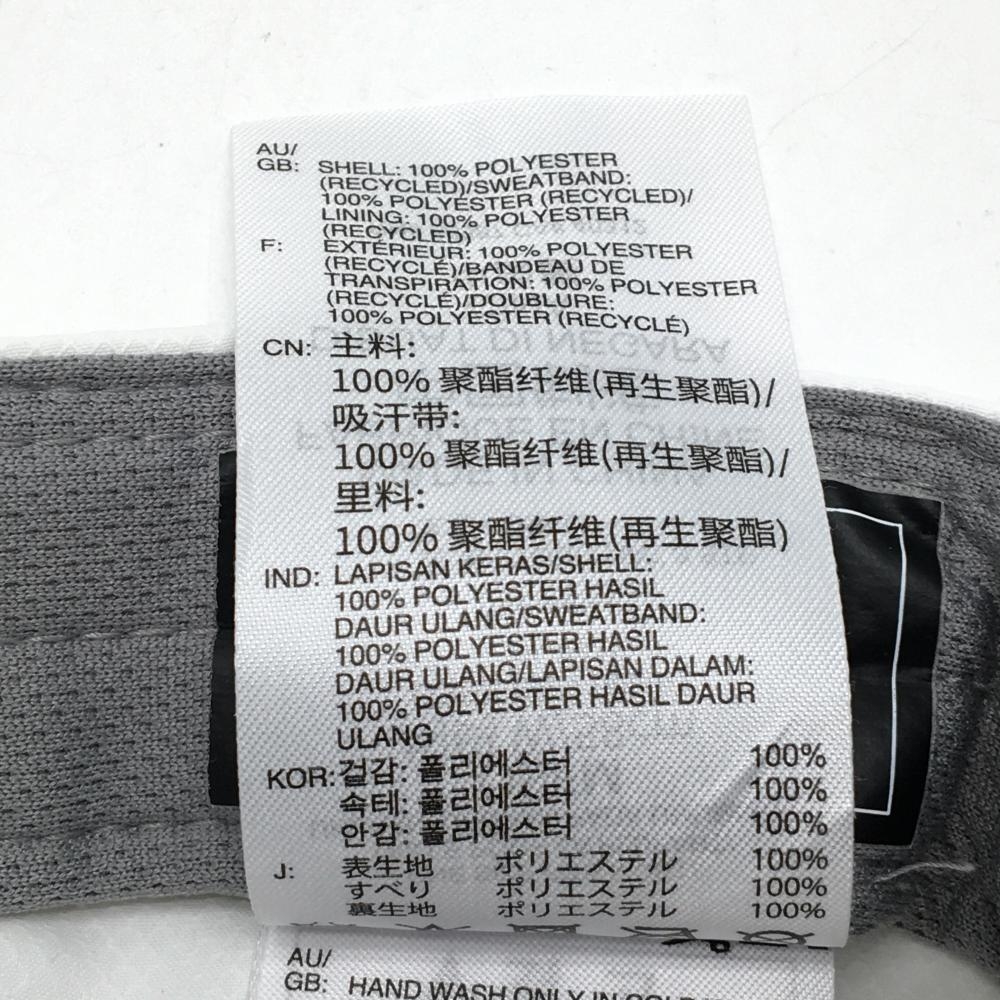 AU/
GB: SHELL: 100% POLYESTER
(RECYCLED)/SWEATBAND:
100% POLYESTER (RECYCLED)/
LINING: 100% POLYESTER
(RECYCLED)
F: EXTÉRIEUR: 100% POLYESTER
(RECYCLÉ)/BANDEAU DE
TRANSPIRATION: 100% POLYESTER
(RECYCLÉ)/DOUBLURE:
100% POLYESTER (RECYCLÉ)
CN: 主料:
100% 聚酯纤维(再生聚酯)/
吸汗带:
100% 聚酯纤维(再生聚酯)/
里料:
100% 聚酯纤维(再生聚酯)
IND: LAPISAN KERAS/SHELL:
100% POLYESTER HASIL
DAUR ULANG/SWEATBAND:
100% POLYESTER HASIL
DAUR ULANG/LAPISAN DALAM:
100% POLYESTER HASIL DAUR
ULANG
KOR: 겉감: 폴리에스터 100%
속테: 폴리에스터 100%
안감: 폴리에스터 100%
J: 表生地 ポリエステル 100%
すべり ポリエステル 100%
裏生地 ポリエステル 100%
AU/
GB: HAND WASH ONLY IN